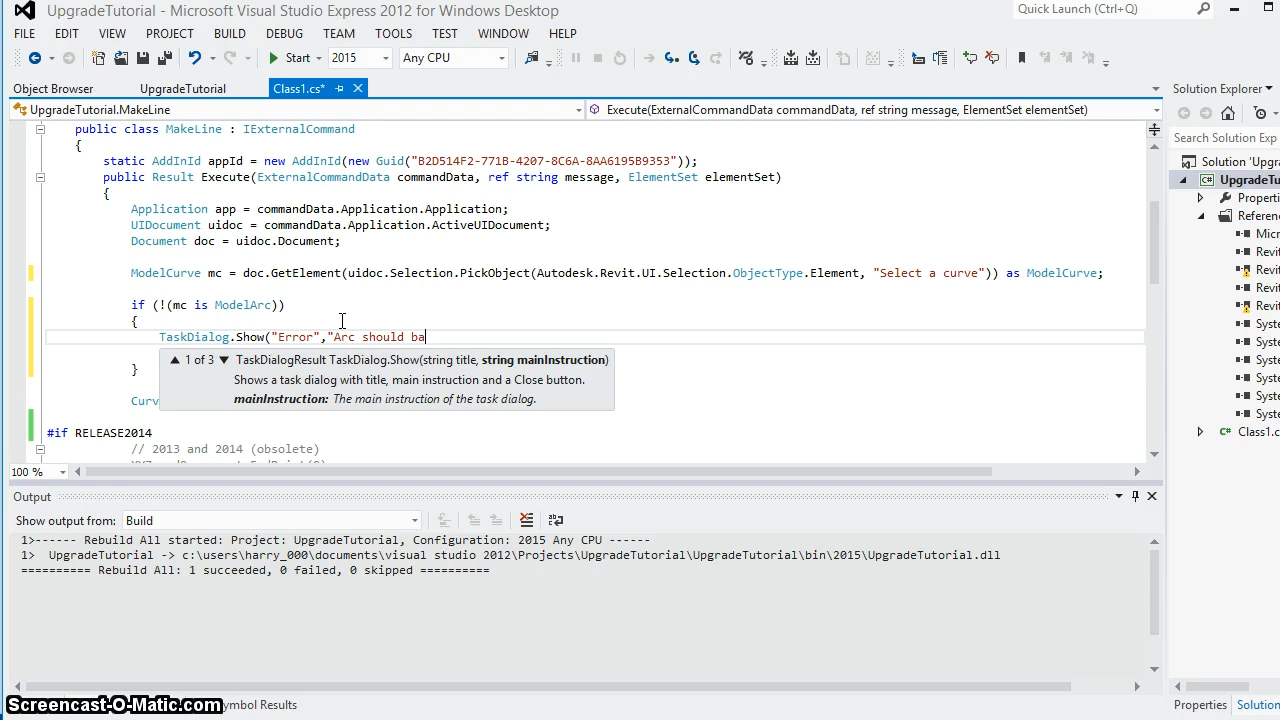 UpgradeTutorial - Microsoft Visual Studio Express 2012 for Windows Desktop
Quick Launch (Ctrl+Q)
FILE EDIT VIEW PROJECT BUILD DEBUG TEAM TOOLS TEST WINDOW HELP
Start 2015 Any CPU
Object Browser UpgradeTutorial Class1.cs* Solution Explorer
UpgradeTutorial.MakeLine Execute(ExternalCommandData commandData, ref string message, ElementSet elementSet)
public class MakeLine : IExternalCommand
{
static AddInId appId = new AddInId(new Guid("B2D514F2-771B-4207-8C6A-8AA6195B9353"));
public Result Execute(ExternalCommandData commandData, ref string message, ElementSet elementSet)
{
Application app = commandData.Application.Application;
UIDocument uidoc = commandData.Application.ActiveUIDocument;
Document doc = uidoc.Document;
ModelCurve mc = doc.GetElement(uidoc.Selection.PickObject(Autodesk.Revit.UI.Selection.ObjectType.Element, "Select a curve")) as ModelCurve;
if (!(mc is ModelArc))
{
TaskDialog.Show("Error","Arc should ba
1 of 3 TaskDialogResult TaskDialog.Show(string title, string mainInstruction)
Shows a task dialog with title, main instruction and a Close button.
mainInstruction: The main instruction of the task dialog.
}
Curv
#if RELEASE2014
// 2013 and 2014 (obsolete)
100 %
Search Solution Exp
Solution 'Upgra
UpgradeTu
Properti
Referen
Micr
Revit
Revit
Revit
Revit
Syste
Syste
Syste
Syste
Syste
Syste
Class1.c
Output
Show output from: Build
1>------ Rebuild All started: Project: UpgradeTutorial, Configuration: 2015 Any CPU ------
1> UpgradeTutorial -> c:\users\harry_000\documents\visual studio 2012\Projects\UpgradeTutorial\UpgradeTutorial\bin\2015\UpgradeTutorial.dll
========== Rebuild All: 1 succeeded, 0 failed, 0 skipped ==========
Screencast-O-Matic.com
ymbol Results
Properties Solution